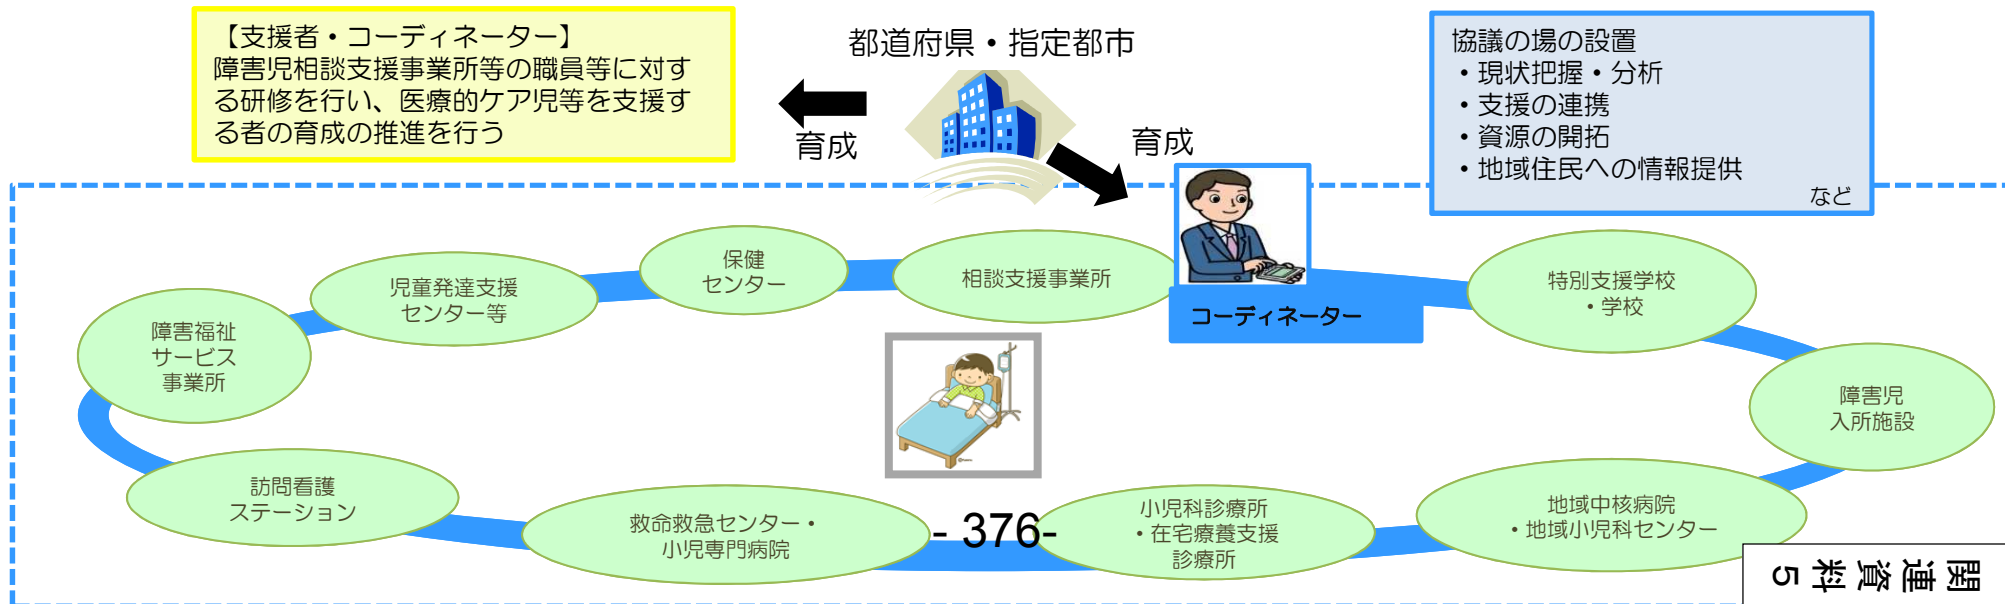 【支援者・コーディネーター】
障害児相談支援事業所等の職員等に対す
る研修を行い、医療的ケア児等を支援す
る者の育成の推進を行う
都道府県・指定都市
育成
育成
協議の場の設置
・現状把握・分析
・支援の連携
・資源の開拓
・地域住民への情報提供
など
コーディネーター
相談支援事業所
保健
センター
児童発達支援
センター等
障害福祉
サービス
事業所
特別支援学校
・学校
障害児
入所施設
訪問看護
ステーション
救命救急センター・
小児専門病院
小児科診療所
・在宅療養支援
診療所
地域中核病院
・地域小児科センター
- 376-
関連資料5